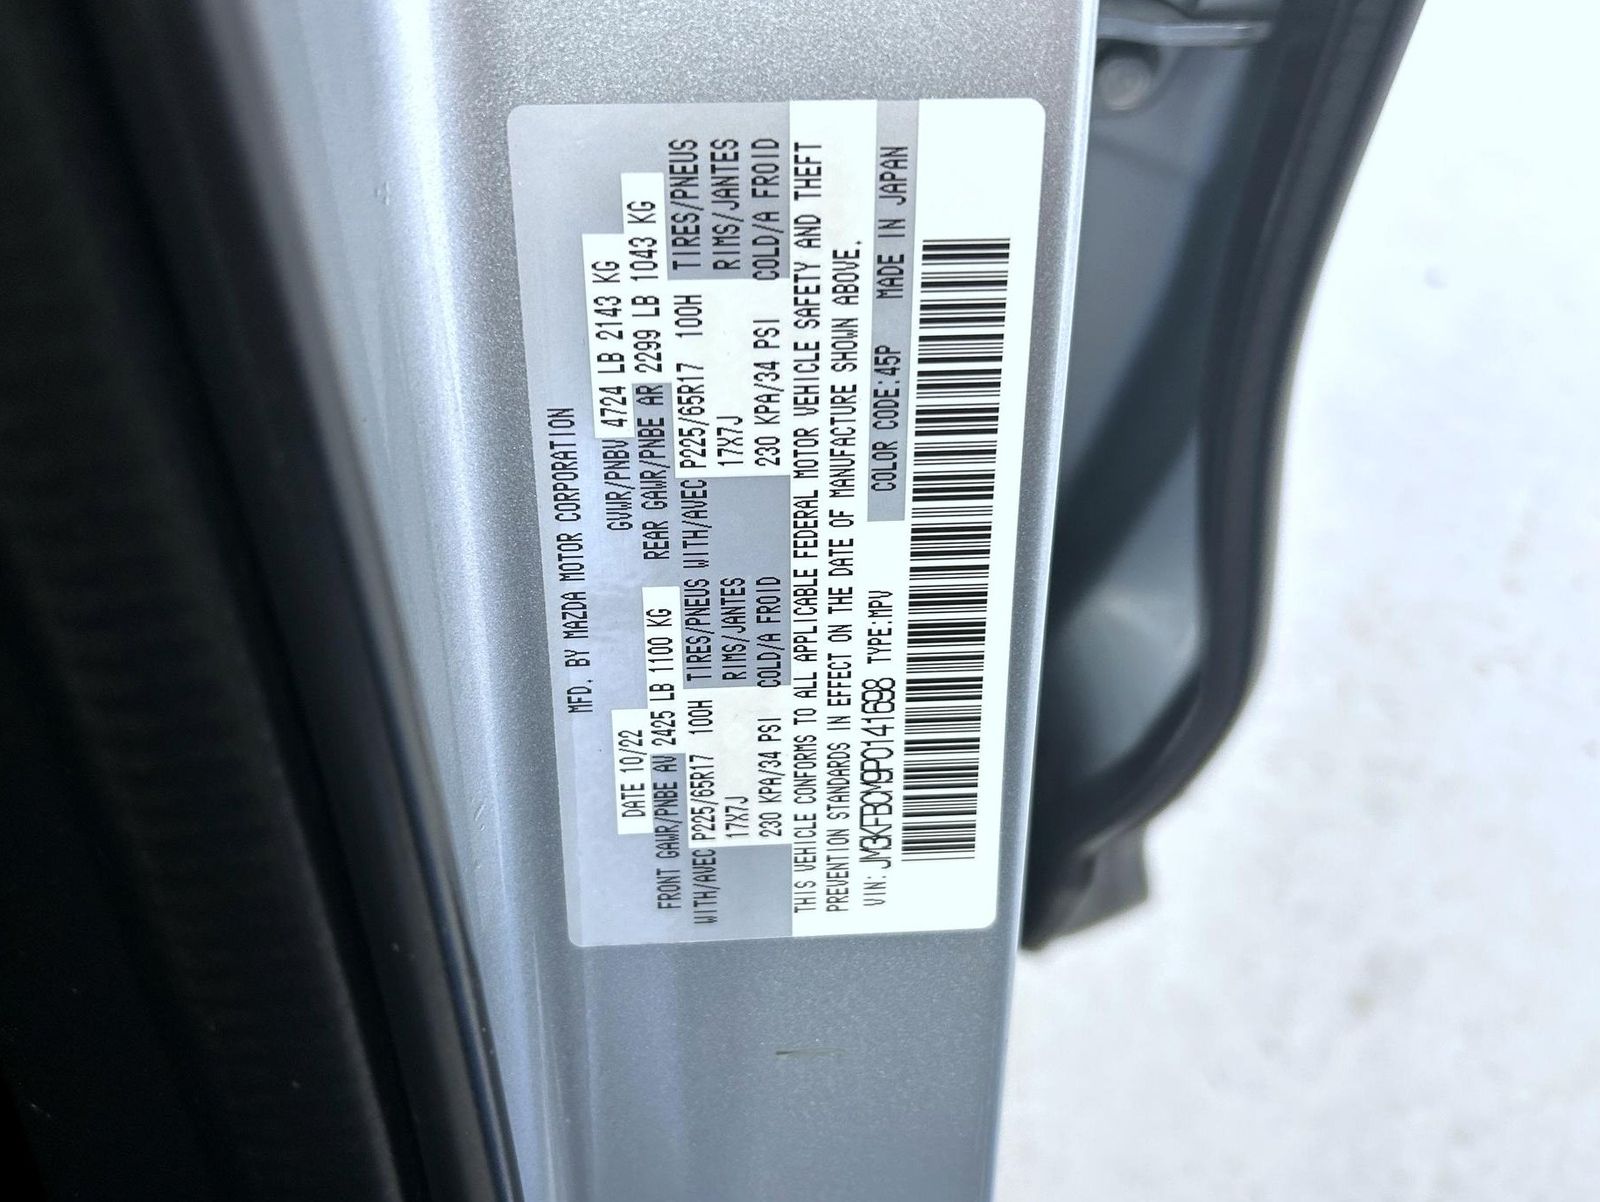 MFD. BY MAZDA MOTOR CORPORATION
DATE 10/22 GVWR/PNBV 4724 LB 2143 KG
FRONT GAWR/PNBE AV 2425 LB 1100 KG REAR GAWR/PNBE AR 2299 LB 1043 KG
WITH/AVEC P225/65R17 100H TIRES/PNEUS WITH/AVEC P225/65R17 100H TIRES/PNEUS
17X7J RIMS/JANTES 17X7J RIMS/JANTES
230 KPA/34 PSI COLD/A FROID 230 KPA/34 PSI COLD/A FROID
THIS VEHICLE CONFORMS TO ALL APPLICABLE FEDERAL MOTOR VEHICLE SAFETY AND THEFT
PREVENTION STANDARDS IN EFFECT ON THE DATE OF MANUFACTURE SHOWN ABOVE.
VIN: JM3KFBCM9P0141698 TYPE:MPV COLOR CODE:45P MADE IN JAPAN